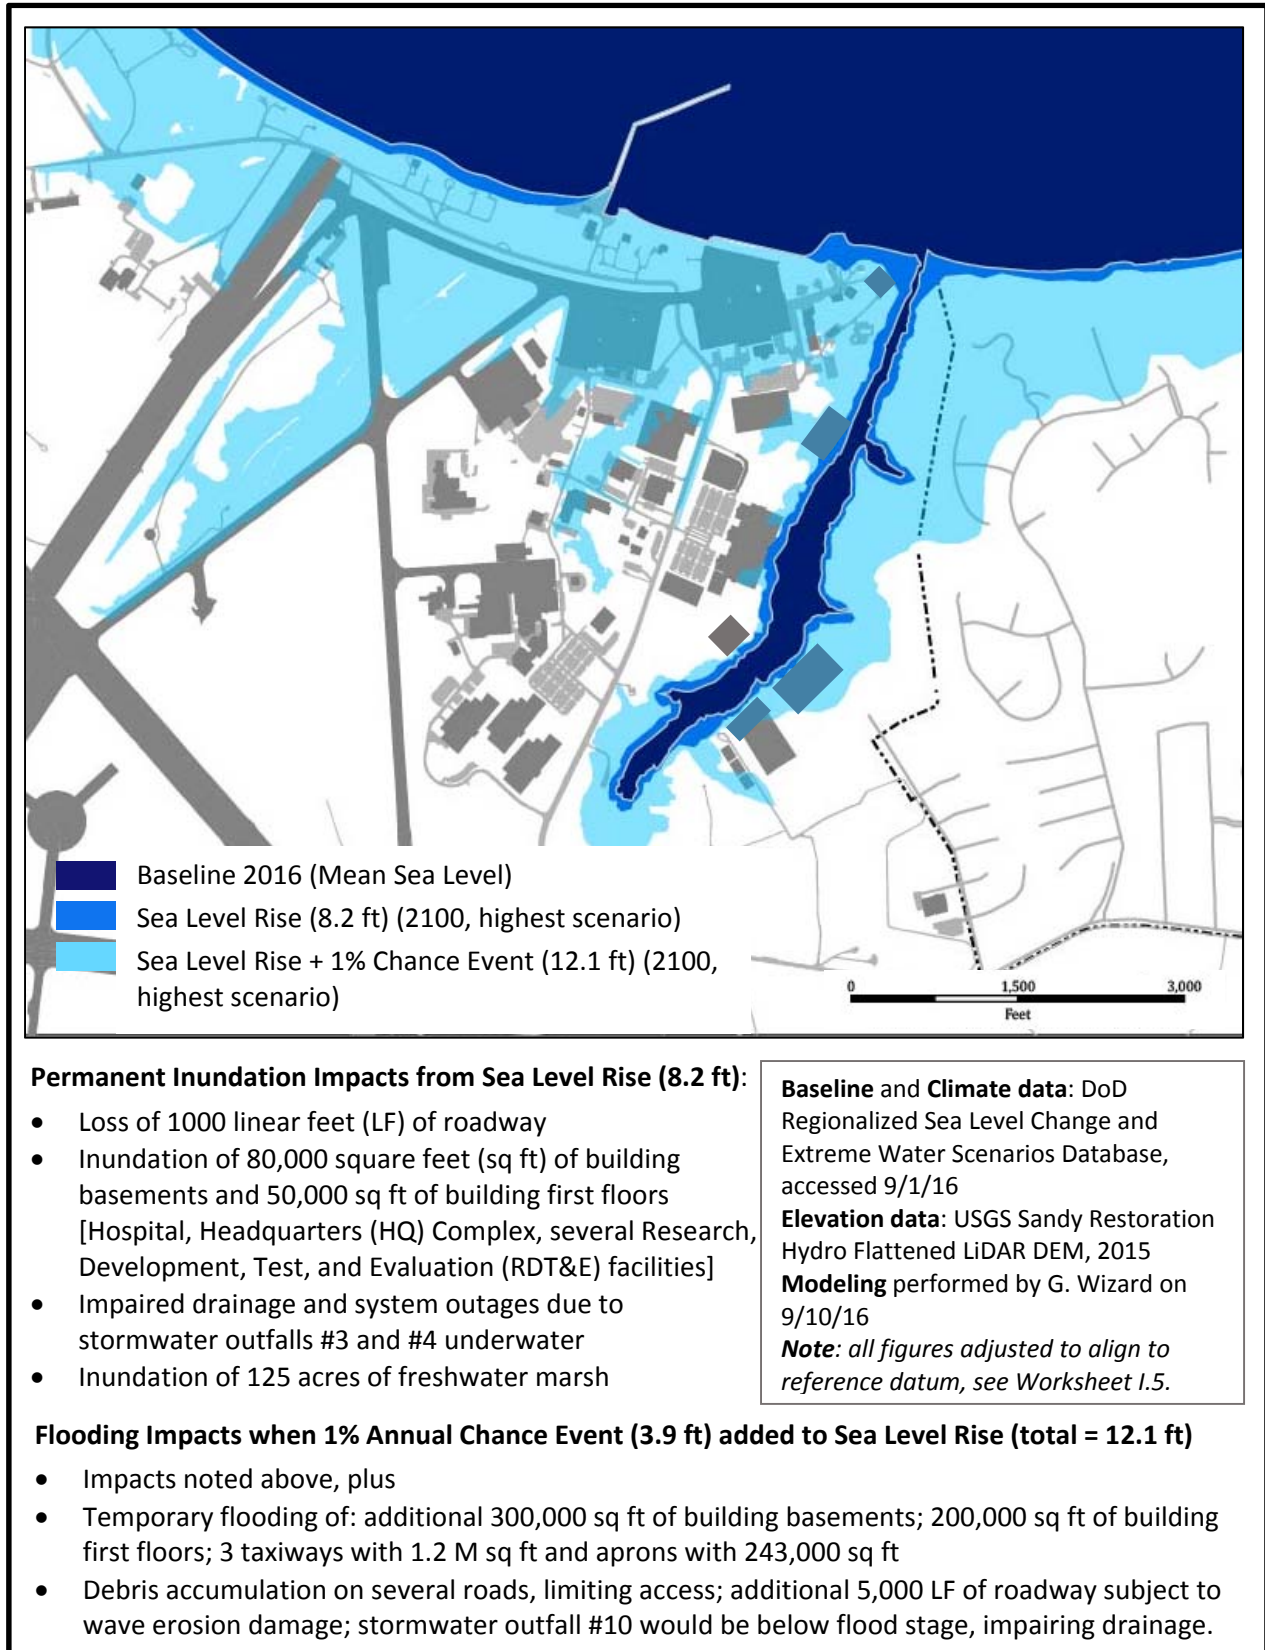 Baseline 2016 (Mean Sea Level)
Sea Level Rise (8.2 ft) (2100, highest scenario)
Sea Level Rise + 1% Chance Event (12.1 ft) (2100,
highest scenario)
0 1,500 3,000
Feet
Permanent Inundation Impacts from Sea Level Rise (8.2 ft):
• Loss of 1000 linear feet (LF) of roadway
• Inundation of 80,000 square feet (sq ft) of building
basements and 50,000 sq ft of building first floors
[Hospital, Headquarters (HQ) Complex, several Research,
Development, Test, and Evaluation (RDT&E) facilities]
• Impaired drainage and system outages due to
stormwater outfalls #3 and #4 underwater
• Inundation of 125 acres of freshwater marsh
Baseline and Climate data: DoD
Regionalized Sea Level Change and
Extreme Water Scenarios Database,
accessed 9/1/16
Elevation data: USGS Sandy Restoration
Hydro Flattened LiDAR DEM, 2015
Modeling performed by G. Wizard on
9/10/16
Note: all figures adjusted to align to
reference datum, see Worksheet I.5.
Flooding Impacts when 1% Annual Chance Event (3.9 ft) added to Sea Level Rise (total = 12.1 ft)
• Impacts noted above, plus
• Temporary flooding of: additional 300,000 sq ft of building basements; 200,000 sq ft of building
first floors; 3 taxiways with 1.2 M sq ft and aprons with 243,000 sq ft
• Debris accumulation on several roads, limiting access; additional 5,000 LF of roadway subject to
wave erosion damage; stormwater outfall #10 would be below flood stage, impairing drainage.